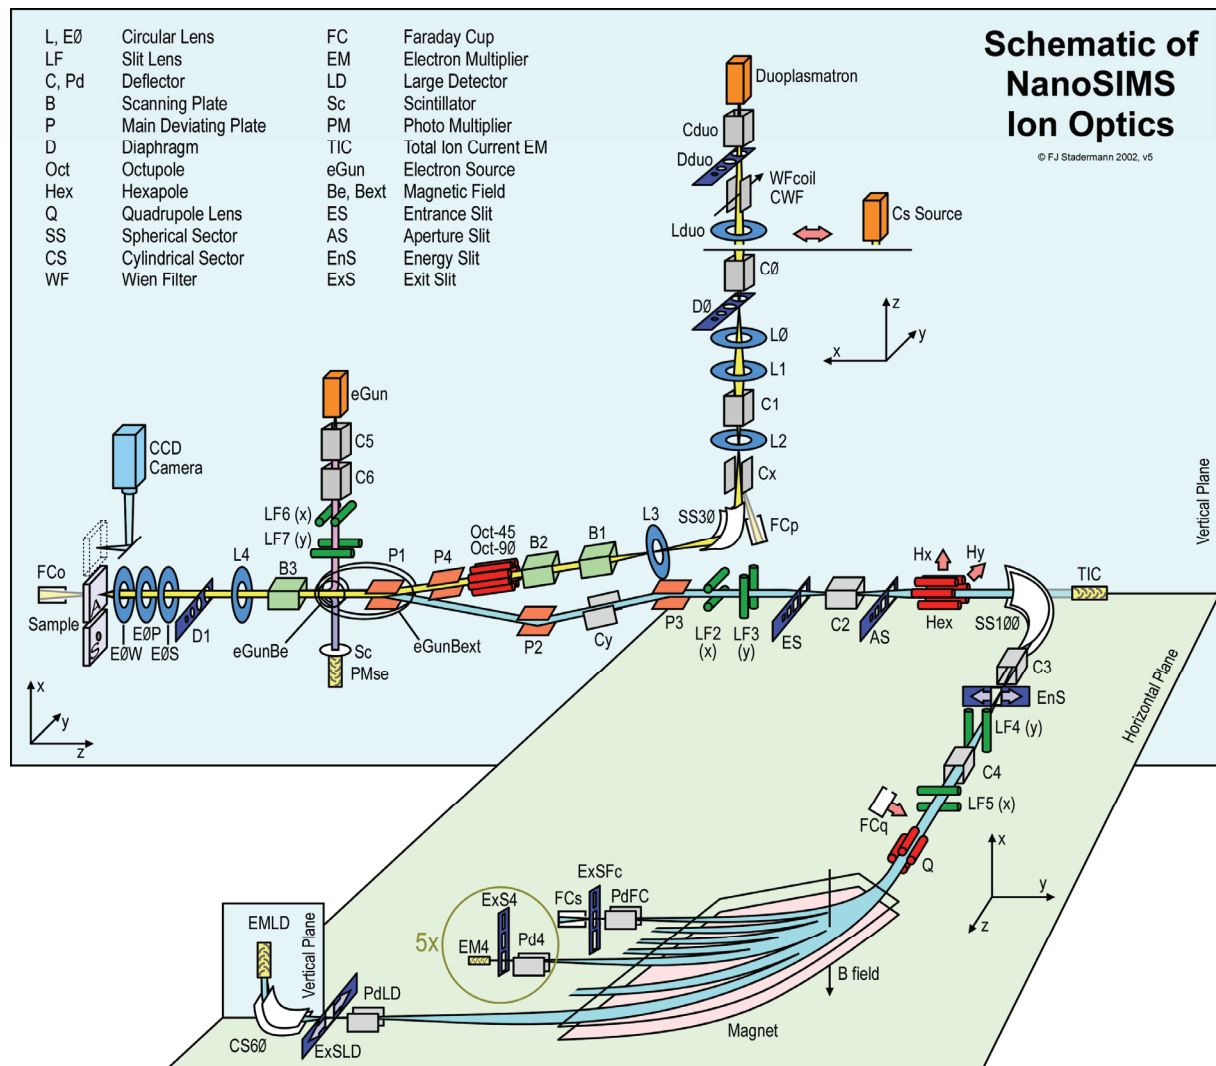 Schematic of
NanoSIMS
Ion Optics
© FJ Stadermann 2002, v5
L, EØ Circular Lens
LF Slit Lens
C, Pd Deflector
B Scanning Plate
P Main Deviating Plate
D Diaphragm
Oct Octupole
Hex Hexapole
Q Quadrupole Lens
SS Spherical Sector
CS Cylindrical Sector
WF Wien Filter
FC Faraday Cup
EM Electron Multiplier
LD Large Detector
Sc Scintillator
PM Photo Multiplier
TIC Total Ion Current EM
eGun Electron Source
Be, Bext Magnetic Field
ES Entrance Slit
AS Aperture Slit
EnS Energy Slit
ExS Exit Slit
Duoplasmatron
Cduo
Dduo
WFcoil
CWF
Lduo
Cs Source
CØ
DØ
LØ
L1
C1
L2
Cx
SS3Ø
FCp
z
y
x
Vertical Plane
eGun
C5
C6
LF6 (x)
LF7 (y)
CCD
Camera
FCo
Sample
A
S
EØW
EØP
EØS
D1
L4
B3
eGunBe
Sc
PMse
eGunBext
P1
P4
Oct-45
Oct-9Ø
B2
B1
L3
P2
Cy
P3
LF2
(x)
LF3
(y)
ES
C2
AS
Hx
Hy
Hex
SS1ØØ
TIC
C3
EnS
LF4 (y)
C4
LF5 (x)
FCq
Q
Horizontal Plane
x
y
z
x
y
z
ExSFc
FCs
PdFC
ExS4
5x
EM4
Pd4
B field
Magnet
EMLD
Vertical Plane
PdLD
CS6Ø
ExSLD